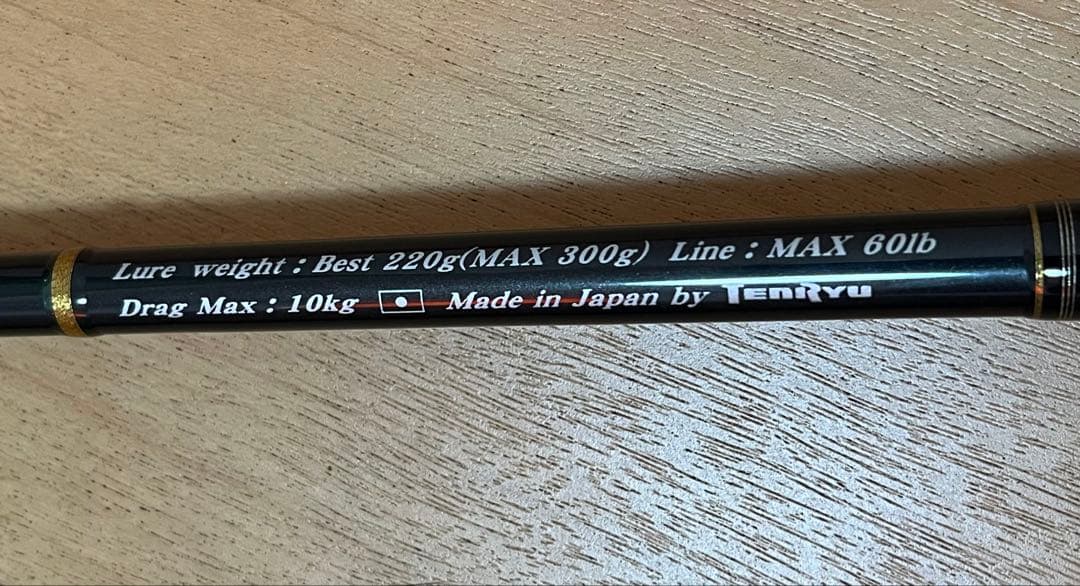 Lure weight : Best 220g(MAX 300g) Line : MAX 60lb
Drag Max : 10kg Made in Japan by TENRYU